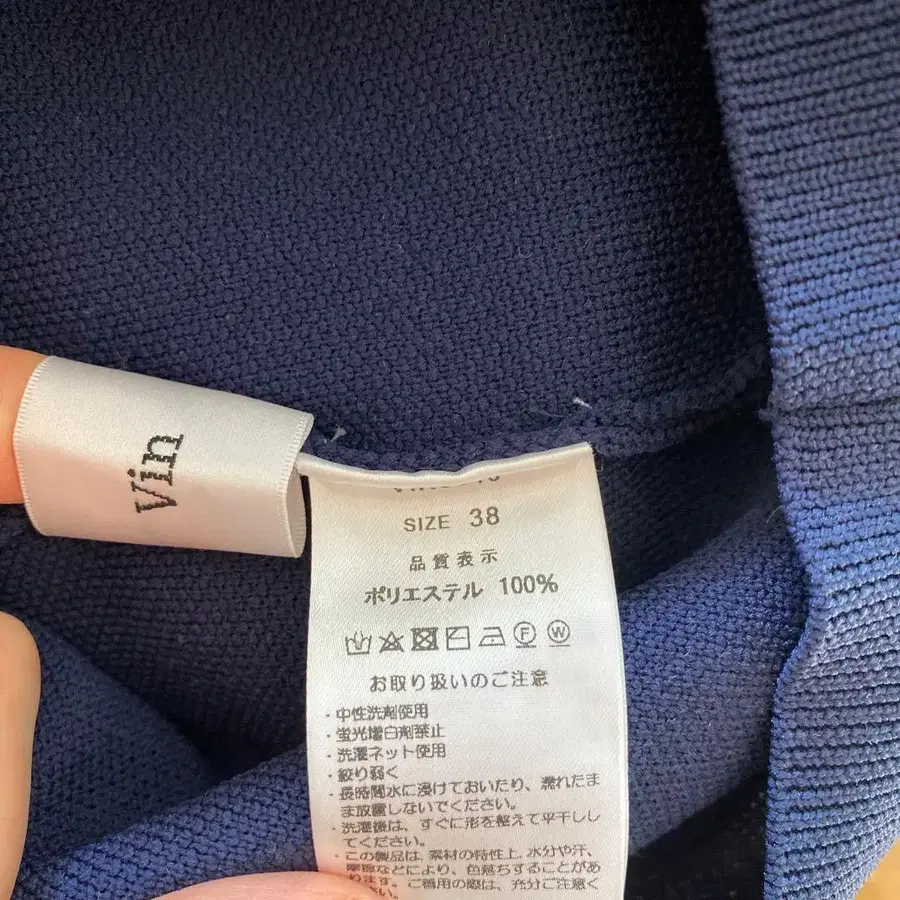 Vin
SIZE 38
品質表示
ポリエステル 100%
F W
お取り扱いのご注意
・中性洗剤使用
・蛍光増白剤禁止
・洗濯ネット使用
・絞り弱く
・長時間水に浸けておいたり、濡れたま
ま放置しないでください。
・洗濯後は、すぐに形を整えて平干しし
てください。
・この製品は、素材の特性上、水分や汗、
摩擦などにより、色落ちすることがあ
ります。ご着用の際は、充分ご注意く